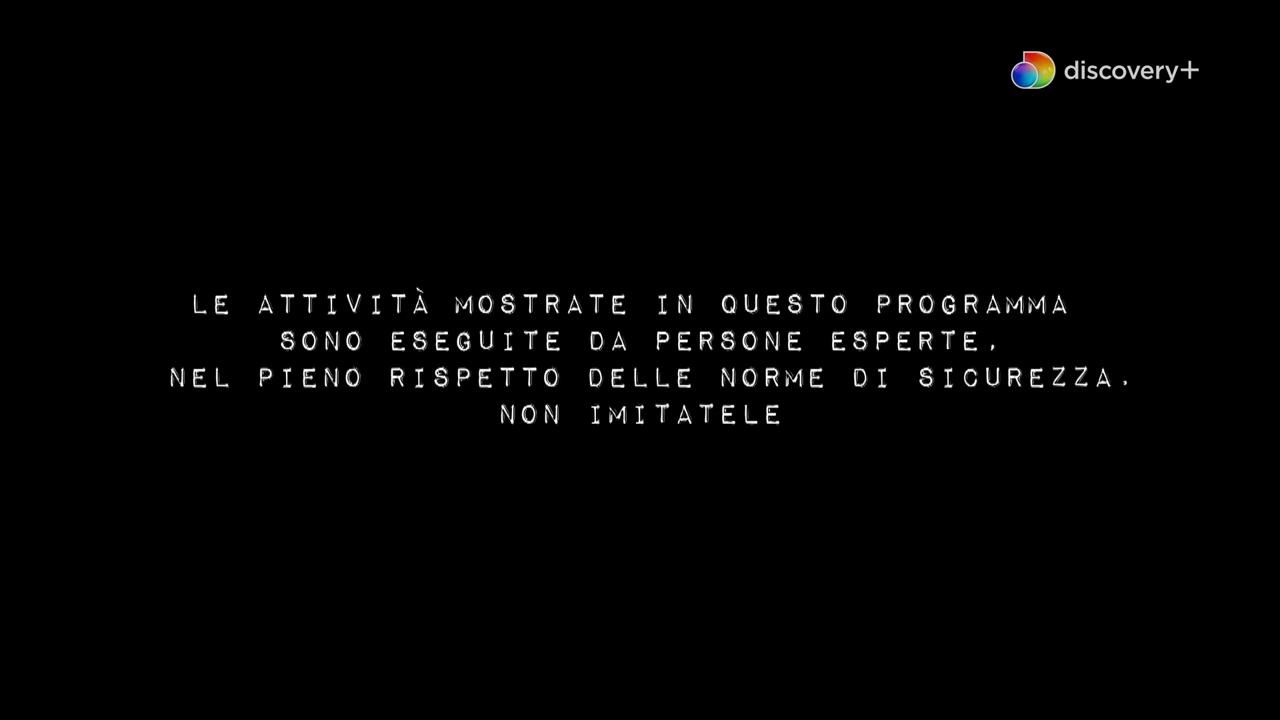 discovery+
LE ATTIVITÀ MOSTRATE IN QUESTO PROGRAMMA
SONO ESEGUITE DA PERSONE ESPERTE,
NEL PIENO RISPETTO DELLE NORME DI SICUREZZA.
NON IMITATELE